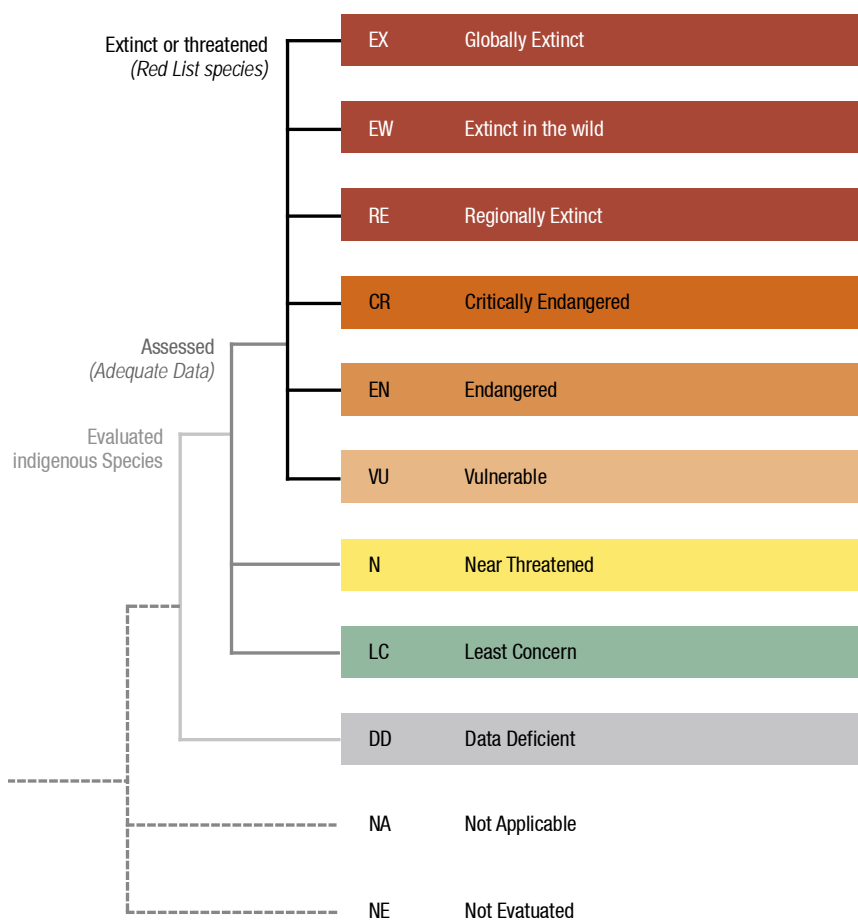 Extinct or threatened
(Red List species)
EX Globally Extinct
EW Extinct in the wild
RE Regionally Extinct
CR Critically Endangered
Assessed
(Adequate Data)
EN Endangered
Evaluated
indigenous Species
VU Vulnerable
N Near Threatened
LC Least Concern
DD Data Deficient
NA Not Applicable
NE Not Evatuated